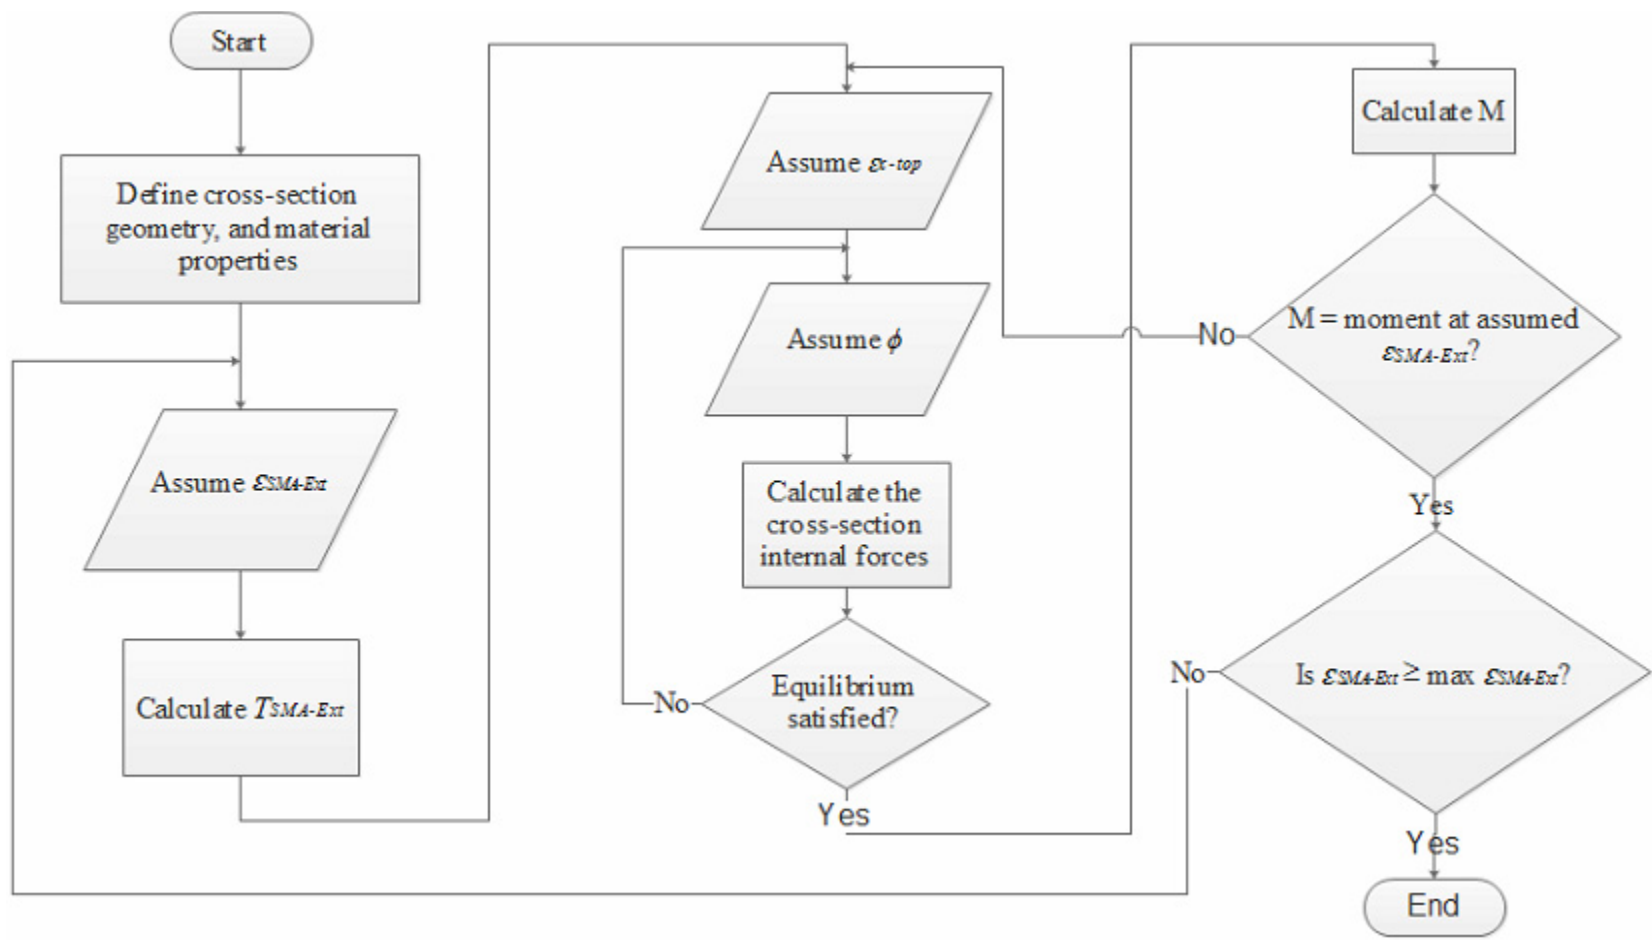 Start
Define cross-section
geometry, and material
properties
Assume εSMA-Ext
Calculate TSMA-Ext
Assume εc-top
Assume ϕ
Calculate the
cross-section
internal forces
Equilibrium
satisfied?
No
Yes
Calculate M
M = moment at assumed
εSMA-Ext?
No
Yes
Is εSMA-Ext ≥ max εSMA-Ext?
No
Yes
End